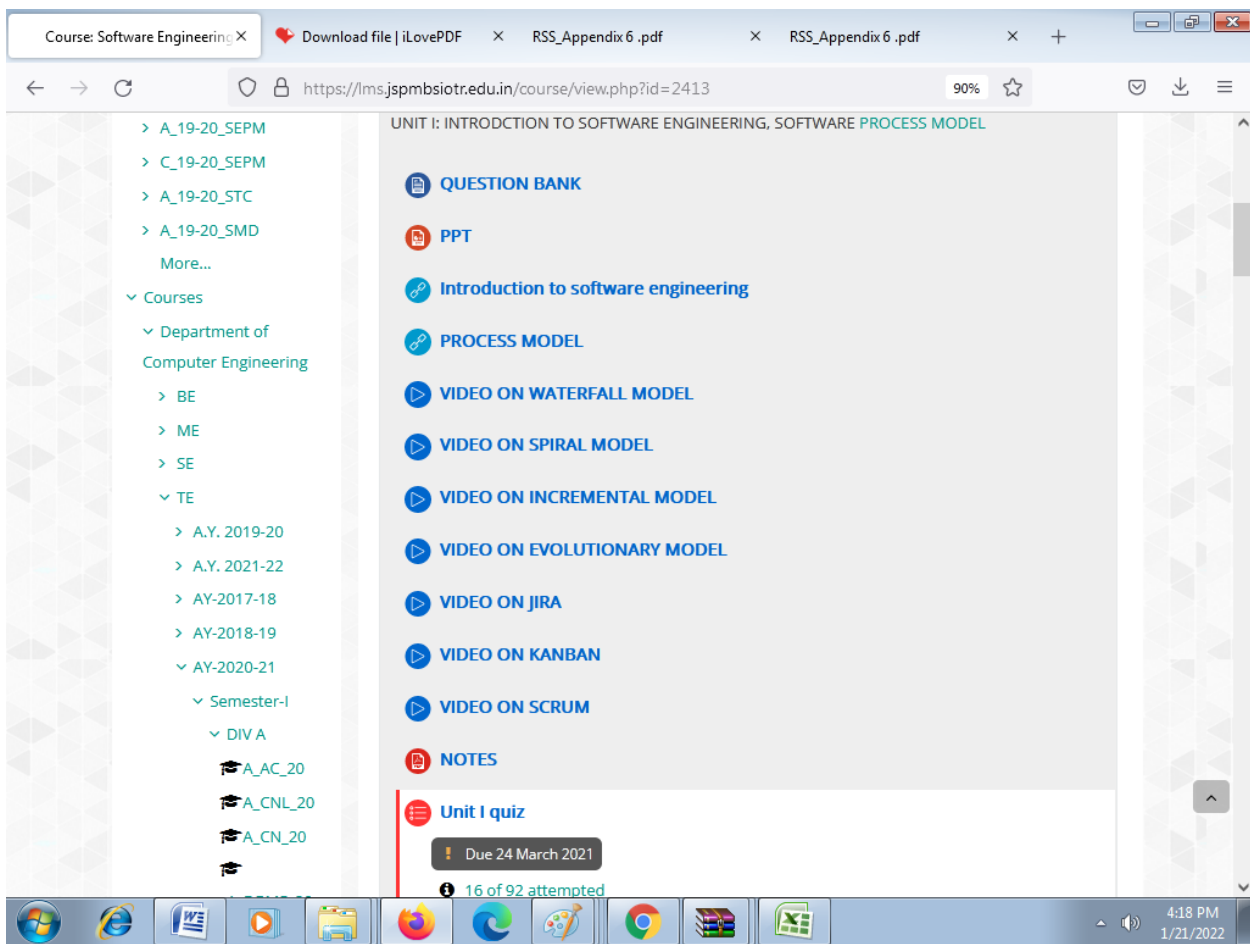 Course: Software Engineering
Download file | iLovePDF
RSS_Appendix 6 .pdf
RSS_Appendix 6 .pdf
https://lms.jspmbsiotr.edu.in/course/view.php?id=2413
90%
A_19-20_SEPM
C_19-20_SEPM
A_19-20_STC
A_19-20_SMD
More...
Courses
Department of
Computer Engineering
BE
ME
SE
TE
A.Y. 2019-20
A.Y. 2021-22
AY-2017-18
AY-2018-19
AY-2020-21
Semester-I
DIV A
A_AC_20
A_CNL_20
A_CN_20
UNIT I: INTRODCTION TO SOFTWARE ENGINEERING, SOFTWARE PROCESS MODEL
QUESTION BANK
PPT
Introduction to software engineering
PROCESS MODEL
VIDEO ON WATERFALL MODEL
VIDEO ON SPIRAL MODEL
VIDEO ON INCREMENTAL MODEL
VIDEO ON EVOLUTIONARY MODEL
VIDEO ON JIRA
VIDEO ON KANBAN
VIDEO ON SCRUM
NOTES
Unit I quiz
Due 24 March 2021
16 of 92 attempted
4:18 PM
1/21/2022